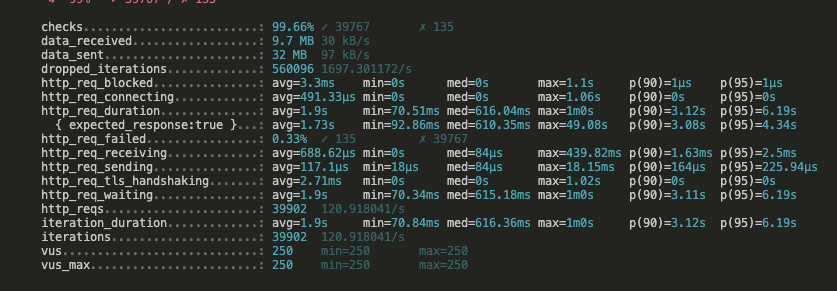 checks.........................: 99.66% ✓ 39767 ✗ 135
data_received..................: 9.7 MB 30 kB/s
data_sent......................: 32 MB 97 kB/s
dropped_iterations.............: 560096 1697.301172/s
http_req_blocked...............: avg=3.3ms min=0s med=0s max=1.1s p(90)=1µs p(95)=1µs
http_req_connecting............: avg=491.33µs min=0s med=0s max=1.06s p(90)=0s p(95)=0s
http_req_duration..............: avg=1.9s min=70.51ms med=616.04ms max=1m0s p(90)=3.12s p(95)=6.19s
{ expected_response:true }...: avg=1.73s min=92.86ms med=610.35ms max=49.08s p(90)=3.08s p(95)=4.34s
http_req_failed................: 0.33% ✓ 135 ✗ 39767
http_req_receiving.............: avg=688.62µs min=0s med=84µs max=439.82ms p(90)=1.63ms p(95)=2.5ms
http_req_sending...............: avg=117.1µs min=18µs med=84µs max=18.15ms p(90)=164µs p(95)=225.94µs
http_req_tls_handshaking.......: avg=2.71ms min=0s med=0s max=1.02s p(90)=0s p(95)=0s
http_req_waiting...............: avg=1.9s min=70.34ms med=615.18ms max=1m0s p(90)=3.11s p(95)=6.19s
http_reqs......................: 39902 120.918041/s
iteration_duration.............: avg=1.9s min=70.84ms med=616.36ms max=1m0s p(90)=3.12s p(95)=6.19s
iterations.....................: 39902 120.918041/s
vus............................: 250 min=250 max=250
vus_max........................: 250 min=250 max=250